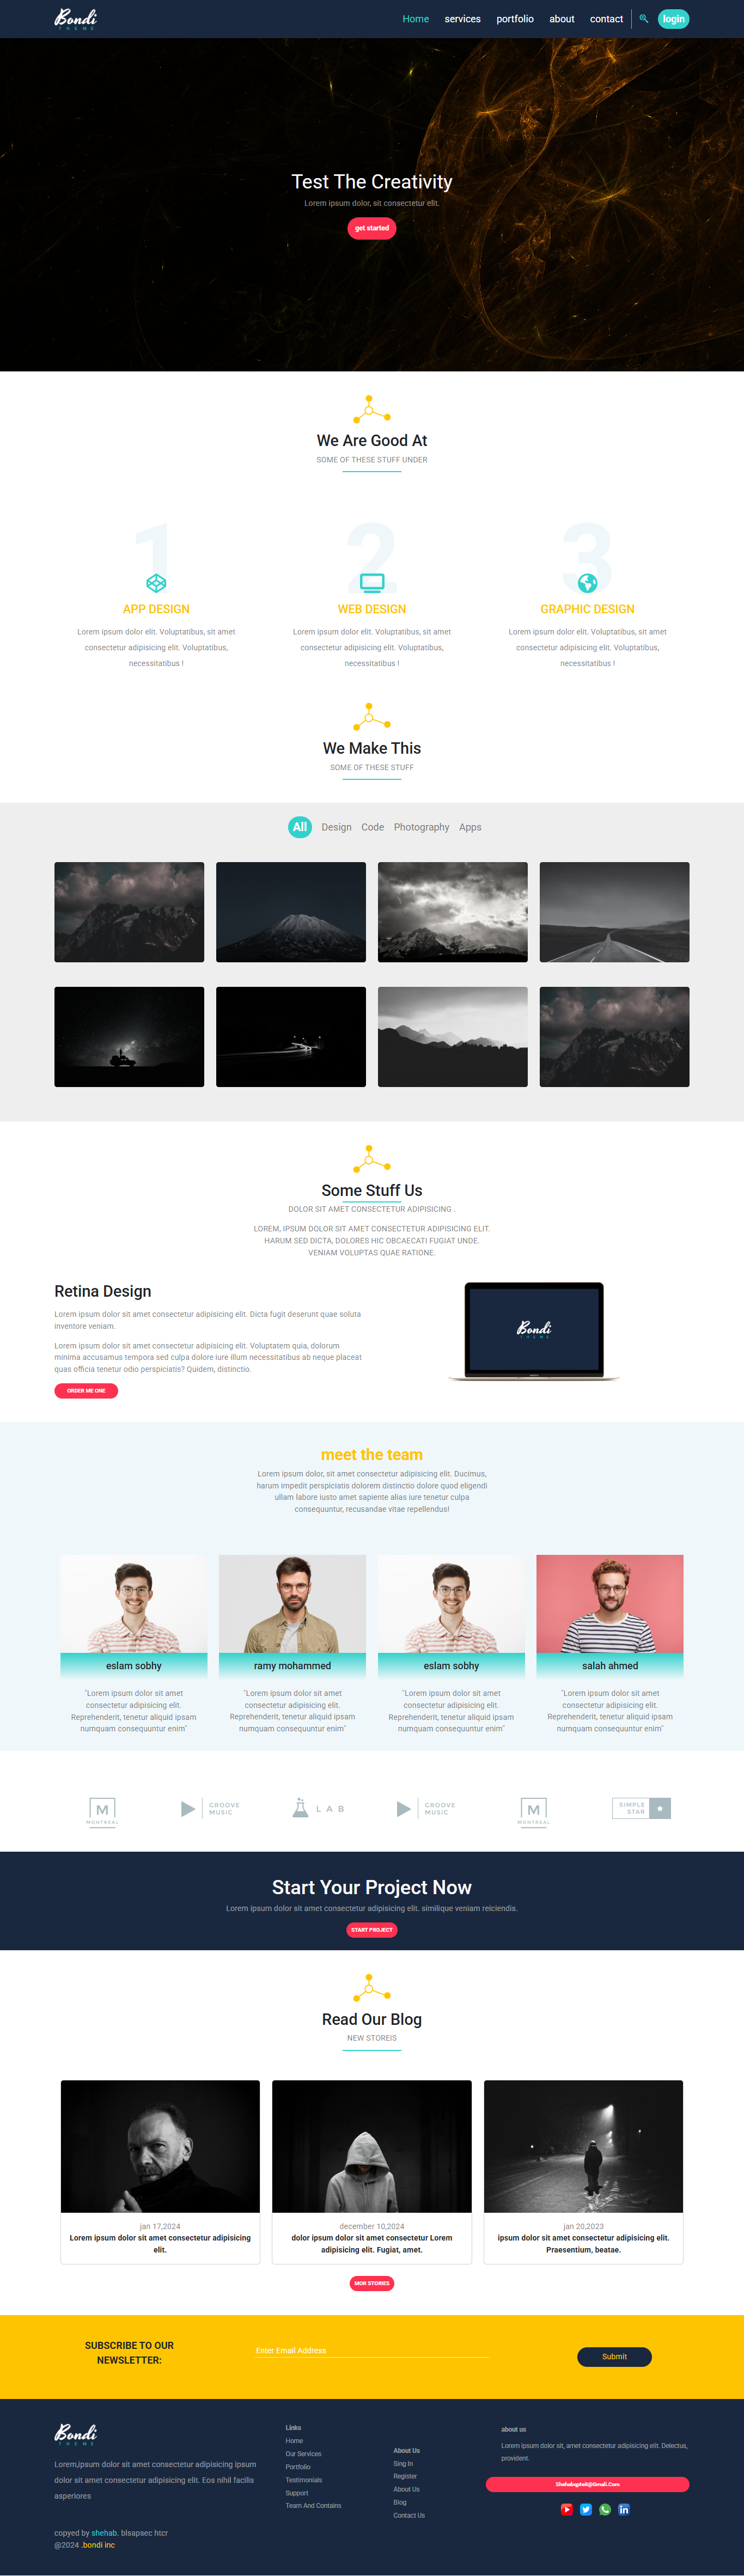 Bondi
THEME
Home services portfolio about contact login
Test The Creativity
Lorem ipsum dolor, sit consectetur elit.
get started
We Are Good At
SOME OF THESE STUFF UNDER
1
APP DESIGN
Lorem ipsum dolor elit. Voluptatibus, sit amet
consectetur adipisicing elit. Voluptatibus,
necessitatibus !
2
WEB DESIGN
Lorem ipsum dolor elit. Voluptatibus, sit amet
consectetur adipisicing elit. Voluptatibus,
necessitatibus !
3
GRAPHIC DESIGN
Lorem ipsum dolor elit. Voluptatibus, sit amet
consectetur adipisicing elit. Voluptatibus,
necessitatibus !
We Make This
SOME OF THESE STUFF
All Design Code Photography Apps
Some Stuff Us
DOLOR SIT AMET CONSECTETUR ADIPISICING .
LOREM, IPSUM DOLOR SIT AMET CONSECTETUR ADIPISICING ELIT.
HARUM SED DICTA, DOLORES HIC OBCAECATI FUGIAT UNDE.
VENIAM VOLUPTAS QUAE RATIONE.
Retina Design
Lorem ipsum dolor sit amet consectetur adipisicing elit. Dicta fugit deserunt quae soluta
inventore veniam.
Lorem ipsum dolor sit amet consectetur adipisicing elit. Voluptatem quia, dolorum
minima accusamus tempora sed culpa dolore iure illum necessitatibus ab neque placeat
quas officia tenetur odio perspiciatis? Quidem, distinctio.
ORDER ME ONE
Bondi
THEME
meet the team
Lorem ipsum dolor, sit amet consectetur adipisicing elit. Ducimus,
harum impedit perspiciatis dolorem distinctio dolore quod eligendi
ullam labore iusto amet sapiente alias iure tenetur culpa
consequuntur, recusandae vitae repellendus!
eslam sobhy
"Lorem ipsum dolor sit amet
consectetur adipisicing elit.
Reprehenderit, tenetur aliquid ipsam
numquam consequuntur enim"
ramy mohammed
"Lorem ipsum dolor sit amet
consectetur adipisicing elit.
Reprehenderit, tenetur aliquid ipsam
numquam consequuntur enim"
eslam sobhy
"Lorem ipsum dolor sit amet
consectetur adipisicing elit.
Reprehenderit, tenetur aliquid ipsam
numquam consequuntur enim"
salah ahmed
"Lorem ipsum dolor sit amet
consectetur adipisicing elit.
Reprehenderit, tenetur aliquid ipsam
numquam consequuntur enim"
M
MONTREAL
GROOVE
MUSIC
LAB
GROOVE
MUSIC
M
MONTREAL
SIMPLE
STAR
Start Your Project Now
Lorem ipsum dolor sit amet consectetur adipisicing elit. similique veniam reiciendis.
START PROJECT
Read Our Blog
NEW STOREIS
jan 17,2024
Lorem ipsum dolor sit amet consectetur adipisicing
elit.
december 10,2024
dolor ipsum dolor sit amet consectetur Lorem
adipisicing elit. Fugiat, amet.
jan 20,2023
ipsum dolor sit amet consectetur adipisicing elit.
Praesentium, beatae.
MOR STORIES
SUBSCRIBE TO OUR
NEWSLETTER:
Enter Email Address
Submit
Bondi
THEME
Lorem,ipsum dolor sit amet consectetur adipisicing ipsum
dolor sit amet consectetur adipisicing elit. Eos nihil facilis
asperiores
copyed by shehab. blsapsec htcr
@2024 .bondi inc
Links
Home
Our Services
Portfolio
Testimonials
Support
Team And Contains
About Us
Sing In
Register
About Us
Blog
Contact Us
about us
Lorem ipsum dolor sit, amet consectetur adipisicing elit. Delectus,
provident.